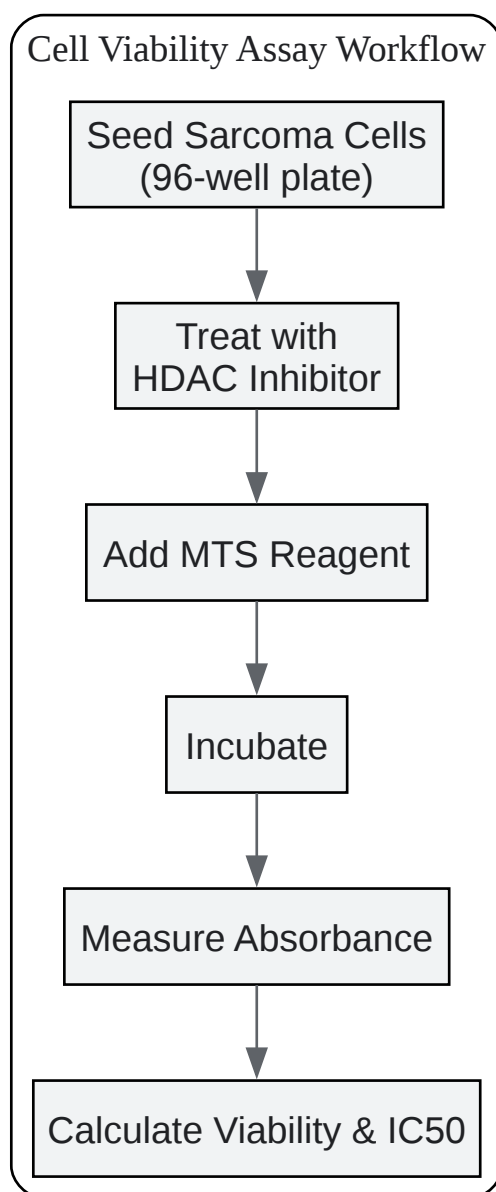 Cell Viability Assay Workflow
Seed Sarcoma Cells
(96-well plate)
Treat with
HDAC Inhibitor
Add MTS Reagent
Incubate
Measure Absorbance
Calculate Viability & IC50